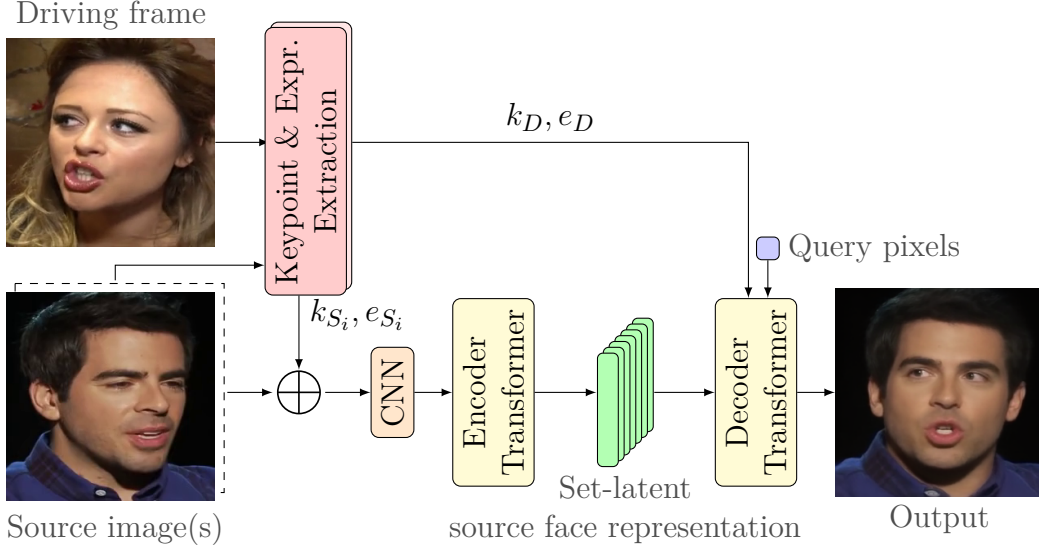 Driving frame
Keypoint & Expr.
Extraction
k_D, e_D
Query pixels
k_{S_i}, e_{S_i}
CNN
Encoder
Transformer
Decoder
Transformer
Set-latent
source face representation
Source image(s)
Output